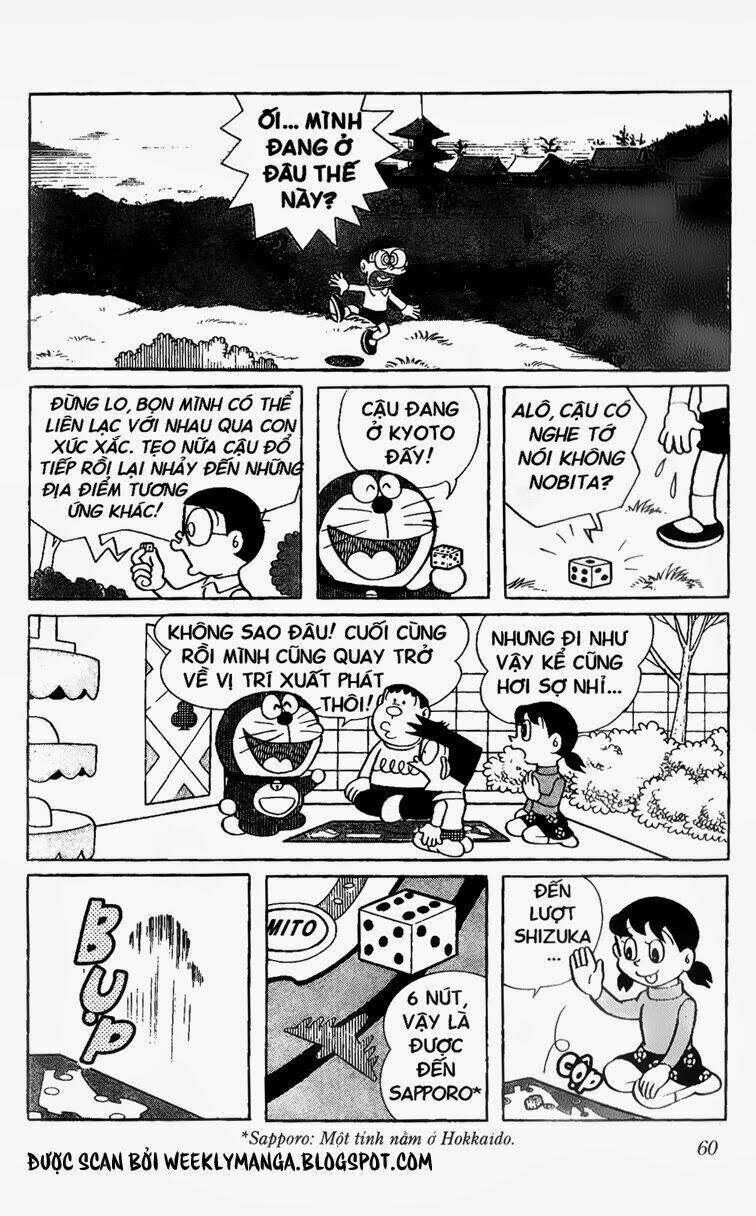 ỐI... MÌNH
ĐANG Ở
ĐÂU THẾ
NÀY?
ALÔ, CẬU CÓ
NGHE TỚ
NÓI KHÔNG
NOBITA?
CẬU ĐANG
Ở KYOTO
ĐẤY!
ĐỪNG LO, BỌN MÌNH CÓ THỂ
LIÊN LẠC VỚI NHAU QUA CON
XÚC XẮC. TẸO NỮA CẬU ĐỔ
TIẾP RỒI LẠI NHẢY ĐẾN NHỮNG
ĐỊA ĐIỂM TƯƠNG
ỨNG KHÁC!
NHƯNG ĐI NHƯ
VẬY KỂ CŨNG
HƠI SỢ NHỈ...
KHÔNG SAO ĐÂU! CUỐI CÙNG
RỒI MÌNH CŨNG QUAY TRỞ
VỀ VỊ TRÍ XUẤT PHÁT
THÔI!
ĐẾN
LƯỢT
SHIZUKA
...
CỘP
MITO
6 NÚT,
VẬY LÀ
ĐƯỢC
ĐẾN
SAPPORO*
BỤP
*Sapporo: Một tỉnh nằm ở Hokkaido.
60
ĐƯỢC SCAN BỞI WEEKLYMANGA.BLOGSPOT.COM